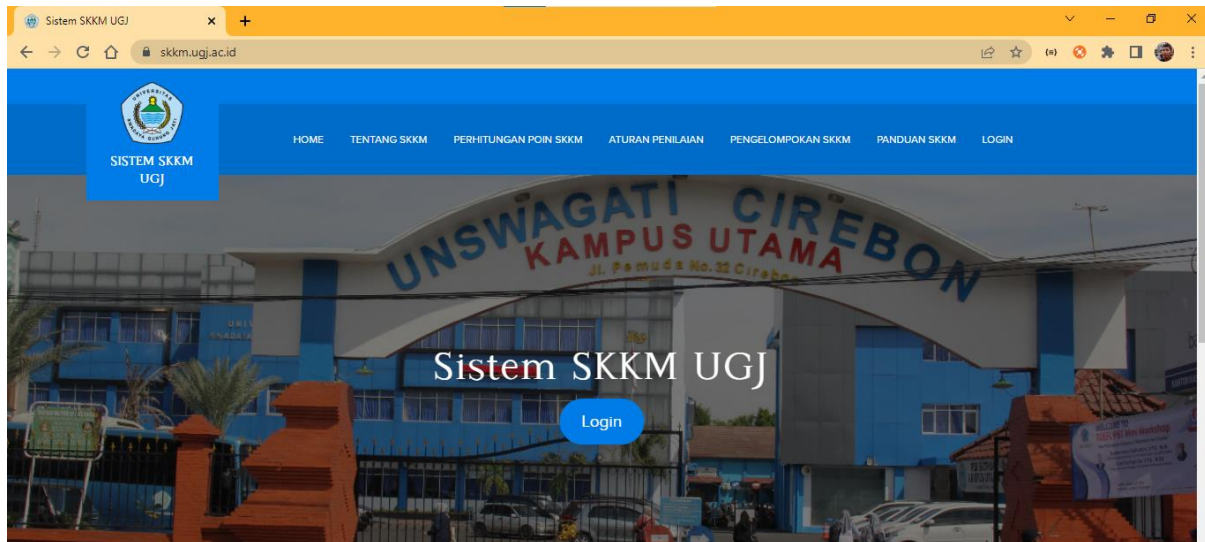 Sistem SKKM UGJ
skkm.ugj.ac.id
SISTEM SKKM
UGJ
HOME TENTANG SKKM PERHITUNGAN POIN SKKM ATURAN PENILAIAN PENGELOMPOKAN SKKM PANDUAN SKKM LOGIN
UNSWAGATI CIREBON
KAMPUS UTAMA
Jl. Pemuda No. 32 Cirebon
Sistem SKKM UGJ
Login